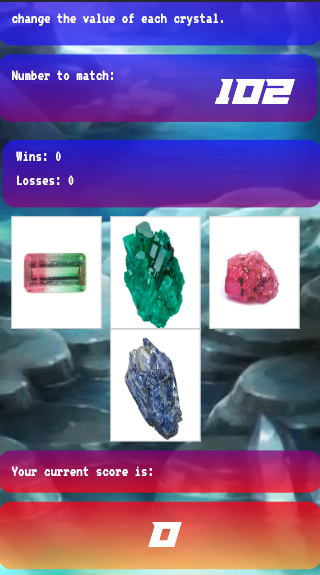 change the value of each crystal.
Number to match:
102
Wins: 0
Losses: 0
Your current score is:
0